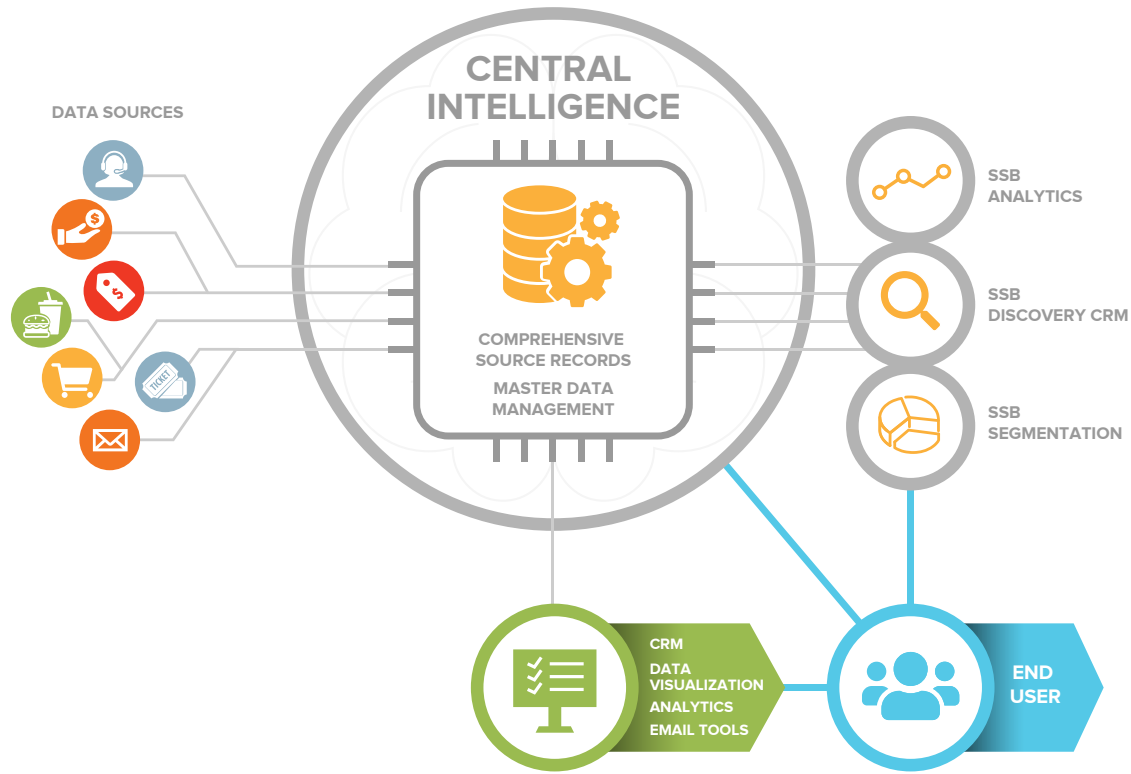 CENTRAL
INTELLIGENCE
DATA SOURCES
$
$
TICKET
COMPREHENSIVE
SOURCE RECORDS
MASTER DATA
MANAGEMENT
SSB
ANALYTICS
SSB
DISCOVERY CRM
SSB
SEGMENTATION
CRM
DATA
VISUALIZATION
ANALYTICS
EMAIL TOOLS
END
USER